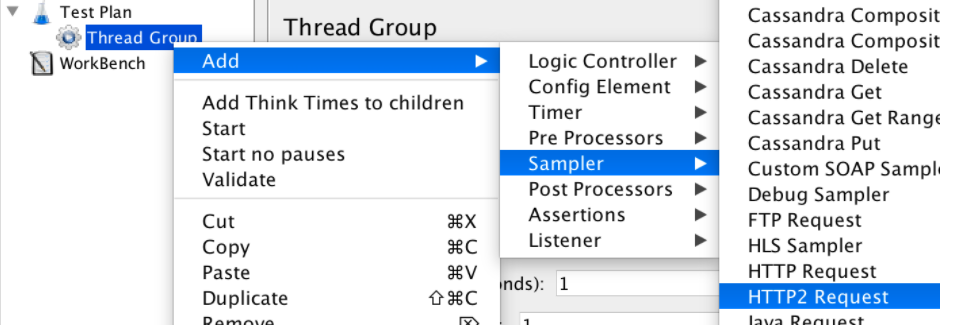 Test Plan
Thread Group
WorkBench
Thread Group
Add
Add Think Times to children
Start
Start no pauses
Validate
Cut ⌘X
Copy ⌘C
Paste ⌘V
Duplicate ⇧⌘C
Remove ⌦
Logic Controller
Config Element
Timer
Pre Processors
Sampler
Post Processors
Assertions
Listener
onds): 1
: 1
Cassandra Composit
Cassandra Composit
Cassandra Delete
Cassandra Get
Cassandra Get Range
Cassandra Put
Custom SOAP Sampl
Debug Sampler
FTP Request
HLS Sampler
HTTP Request
HTTP2 Request
Java Request